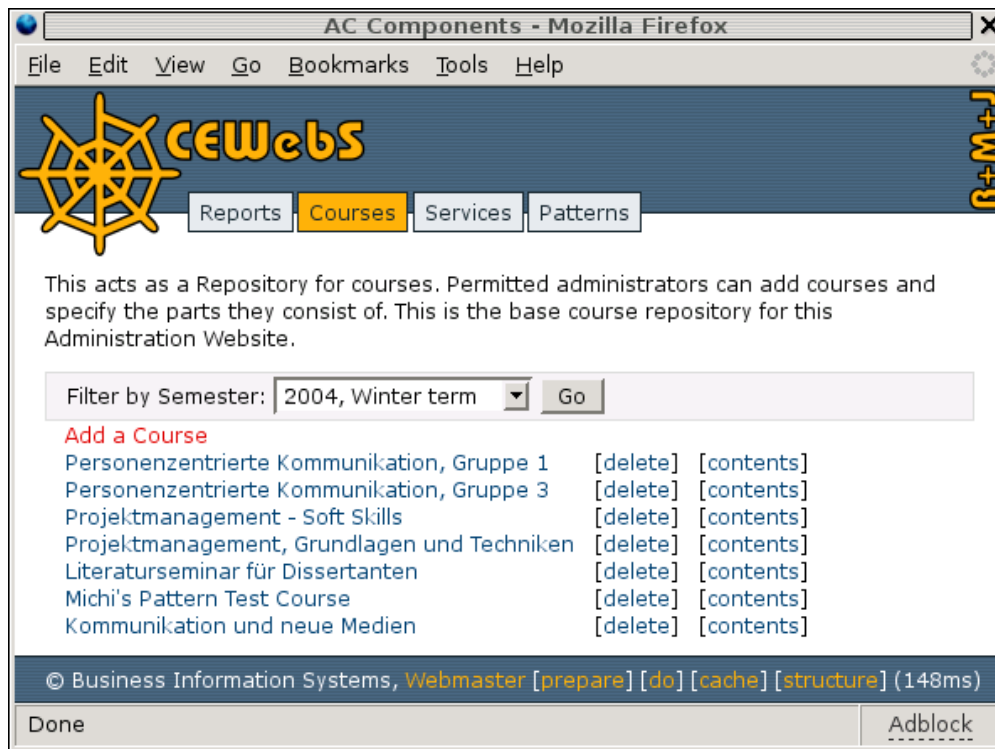 AC Components - Mozilla Firefox
File Edit View Go Bookmarks Tools Help
CEWebS
R+M+J
Reports Courses Services Patterns
This acts as a Repository for courses. Permitted administrators can add courses and
specify the parts they consist of. This is the base course repository for this
Administration Website.
Filter by Semester: 2004, Winter term Go
Add a Course
Personenzentrierte Kommunikation, Gruppe 1 [delete] [contents]
Personenzentrierte Kommunikation, Gruppe 3 [delete] [contents]
Projektmanagement - Soft Skills [delete] [contents]
Projektmanagement, Grundlagen und Techniken [delete] [contents]
Literaturseminar für Dissertanten [delete] [contents]
Michi's Pattern Test Course [delete] [contents]
Kommunikation und neue Medien [delete] [contents]
© Business Information Systems, Webmaster [prepare] [do] [cache] [structure] (148ms)
Done Adblock